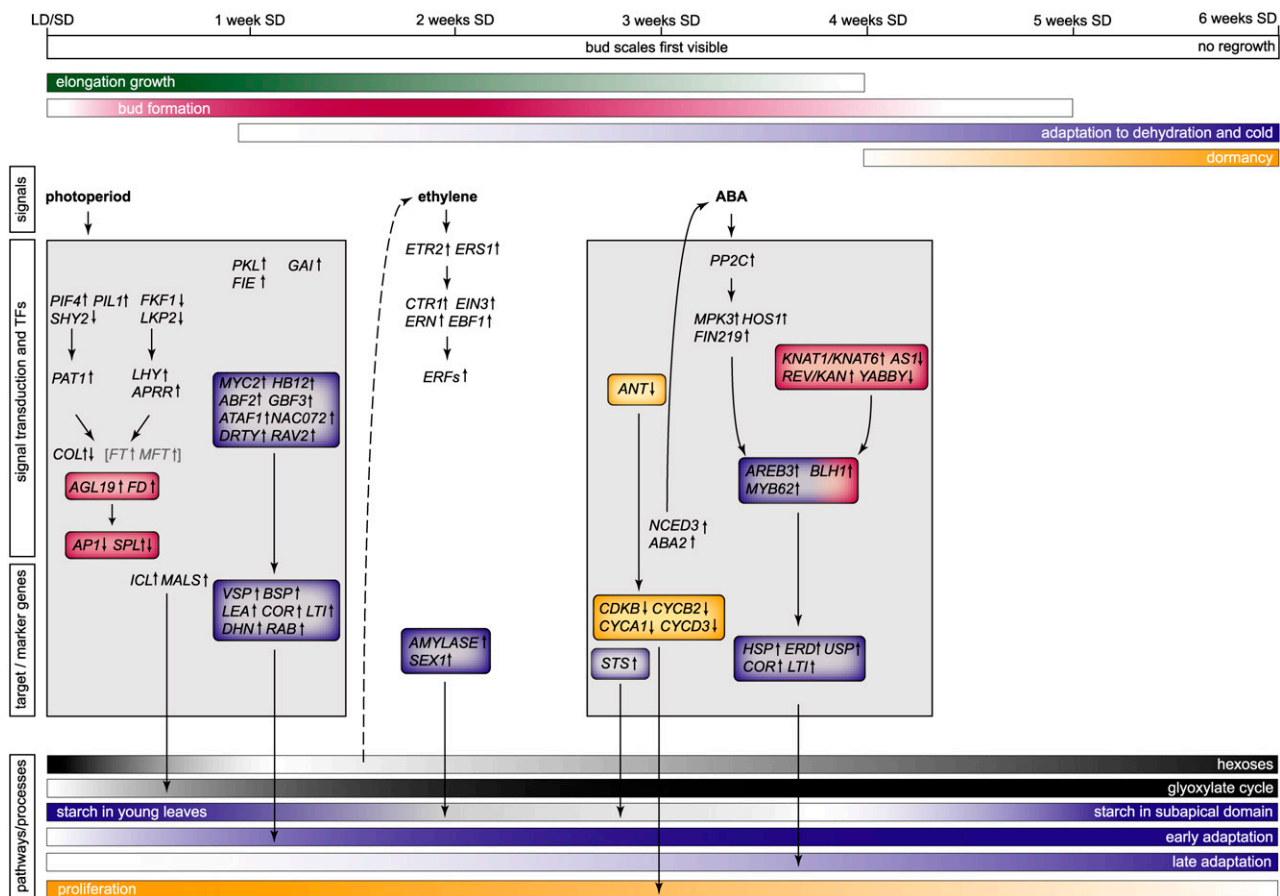 LD/SD 1 week SD 2 weeks SD 3 weeks SD 4 weeks SD 5 weeks SD 6 weeks SD
bud scales first visible no regrowth
elongation growth
bud formation
adaptation to dehydration and cold
dormancy
signals
photoperiod ethylene ABA
signal transduction and TFs
PKL↑ GAI↑
FIE↑
PIF4↑ PIL1↑ FKF1↓
SHY2↓ LKP2↓
PAT1↑ LHY↑
APRR↑
COL↑↓ [FT↑ MFT↑]
AGL19↑ FD↑
AP1↓ SPL↑↓
MYC2↑ HB12↑
ABF2↑ GBF3↑
ATAF1↑ NAC072↑
DRTY↑ RAV2↑
ETR2↑ ERS1↑
CTR1↑ EIN3↑
ERN↑ EBF1↑
ERFs↑
PP2C↑
MPK3↑ HOS1↑
FIN219↑
KNAT1/KNAT6↑ AS1↓
REV/KAN↑ YABBY↓
ANT↓
AREB3↑ BLH1↑
MYB62↑
NCED3↑
ABA2↑
target / marker genes
ICL↑ MALS↑
VSP↑ BSP↑
LEA↑ COR↑ LTI↑
DHN↑ RAB↑
AMYLASE↑
SEX1↑
CDKB↓ CYCB2↓
CYCA1↓ CYCD3↓
STS↑
HSP↑ ERD↑ USP↑
COR↑ LTI↑
pathways/processes
hexoses
glyoxylate cycle
starch in young leaves starch in subapical domain
early adaptation
late adaptation
proliferation